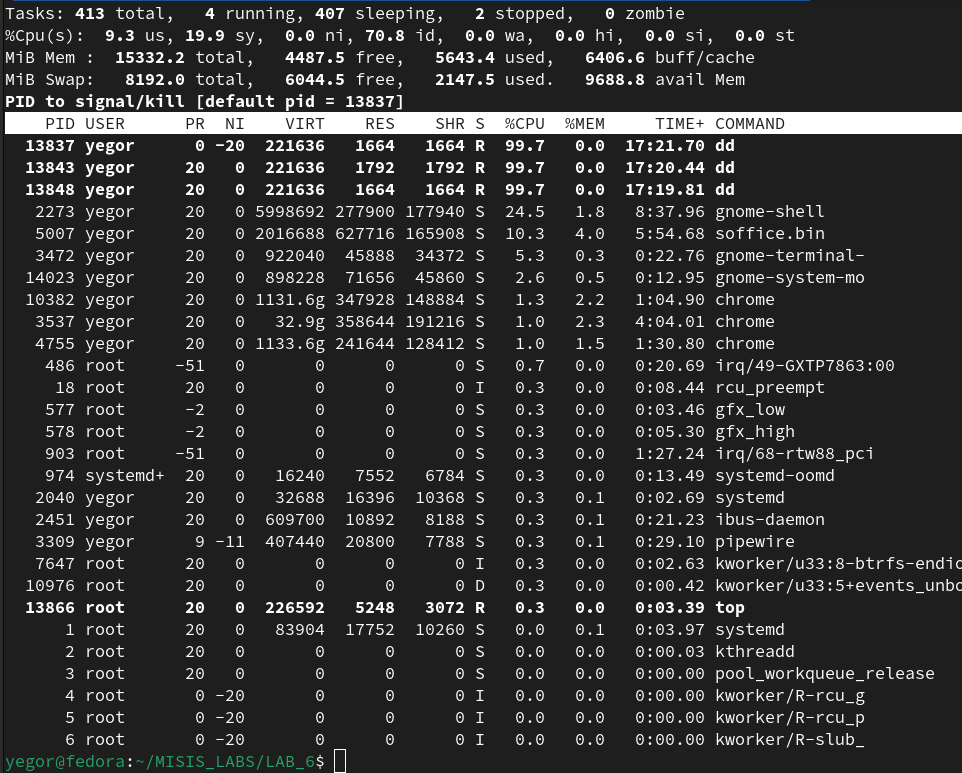 Tasks: 413 total,   4 running, 407 sleeping,   2 stopped,   0 zombie
%Cpu(s):  9.3 us, 19.9 sy,  0.0 ni, 70.8 id,  0.0 wa,  0.0 hi,  0.0 si,  0.0 st
MiB Mem :  15332.2 total,   4487.5 free,   5643.4 used,   6406.6 buff/cache
MiB Swap:   8192.0 total,   6044.5 free,   2147.5 used.   9688.8 avail Mem
PID to signal/kill [default pid = 13837]
    PID USER      PR  NI    VIRT    RES    SHR S  %CPU  %MEM     TIME+ COMMAND
  13837 yegor      0 -20  221636   1664   1664 R  99.7   0.0  17:21.70 dd
  13843 yegor     20   0  221636   1792   1792 R  99.7   0.0  17:20.44 dd
  13848 yegor     20   0  221636   1664   1664 R  99.7   0.0  17:19.81 dd
   2273 yegor     20   0 5998692 277900 177940 S  24.5   1.8   8:37.96 gnome-shell
   5007 yegor     20   0 2016688 627716 165908 S  10.3   4.0   5:54.68 soffice.bin
   3472 yegor     20   0  922040  45888  34372 S   5.3   0.3   0:22.76 gnome-terminal-
  14023 yegor     20   0  898228  71656  45860 S   2.6   0.5   0:12.95 gnome-system-mo
  10382 yegor     20   0 1131.6g 347928 148884 S   1.3   2.2   1:04.90 chrome
   3537 yegor     20   0   32.9g 358644 191216 S   1.0   2.3   4:04.01 chrome
   4755 yegor     20   0 1133.6g 241644 128412 S   1.0   1.5   1:30.80 chrome
    486 root     -51   0       0      0      0 S   0.7   0.0   0:20.69 irq/49-GXTP7863:00
     18 root      20   0       0      0      0 I   0.3   0.0   0:08.44 rcu_preempt
    577 root      -2   0       0      0      0 S   0.3   0.0   0:03.46 gfx_low
    578 root      -2   0       0      0      0 S   0.3   0.0   0:05.30 gfx_high
    903 root     -51   0       0      0      0 S   0.3   0.0   1:27.24 irq/68-rtw88_pci
    974 systemd+  20   0   16240   7552   6784 S   0.3   0.0   0:13.49 systemd-oomd
   2040 yegor     20   0   32688  16396  10368 S   0.3   0.1   0:02.69 systemd
   2451 yegor     20   0  609700  10892   8188 S   0.3   0.1   0:21.23 ibus-daemon
   3309 yegor      9 -11  407440  20800   7788 S   0.3   0.1   0:29.10 pipewire
   7647 root      20   0       0      0      0 I   0.3   0.0   0:02.63 kworker/u33:8-btrfs-endio
  10976 root      20   0       0      0      0 D   0.3   0.0   0:00.42 kworker/u33:5+events_unbo
  13866 root      20   0  226592   5248   3072 R   0.3   0.0   0:03.39 top
      1 root      20   0   83904  17752  10260 S   0.0   0.1   0:03.97 systemd
      2 root      20   0       0      0      0 S   0.0   0.0   0:00.03 kthreadd
      3 root      20   0       0      0      0 S   0.0   0.0   0:00.00 pool_workqueue_release
      4 root       0 -20       0      0      0 I   0.0   0.0   0:00.00 kworker/R-rcu_g
      5 root       0 -20       0      0      0 I   0.0   0.0   0:00.00 kworker/R-rcu_p
      6 root       0 -20       0      0      0 I   0.0   0.0   0:00.00 kworker/R-slub_
yegor@fedora:~/MISIS_LABS/LAB_6$